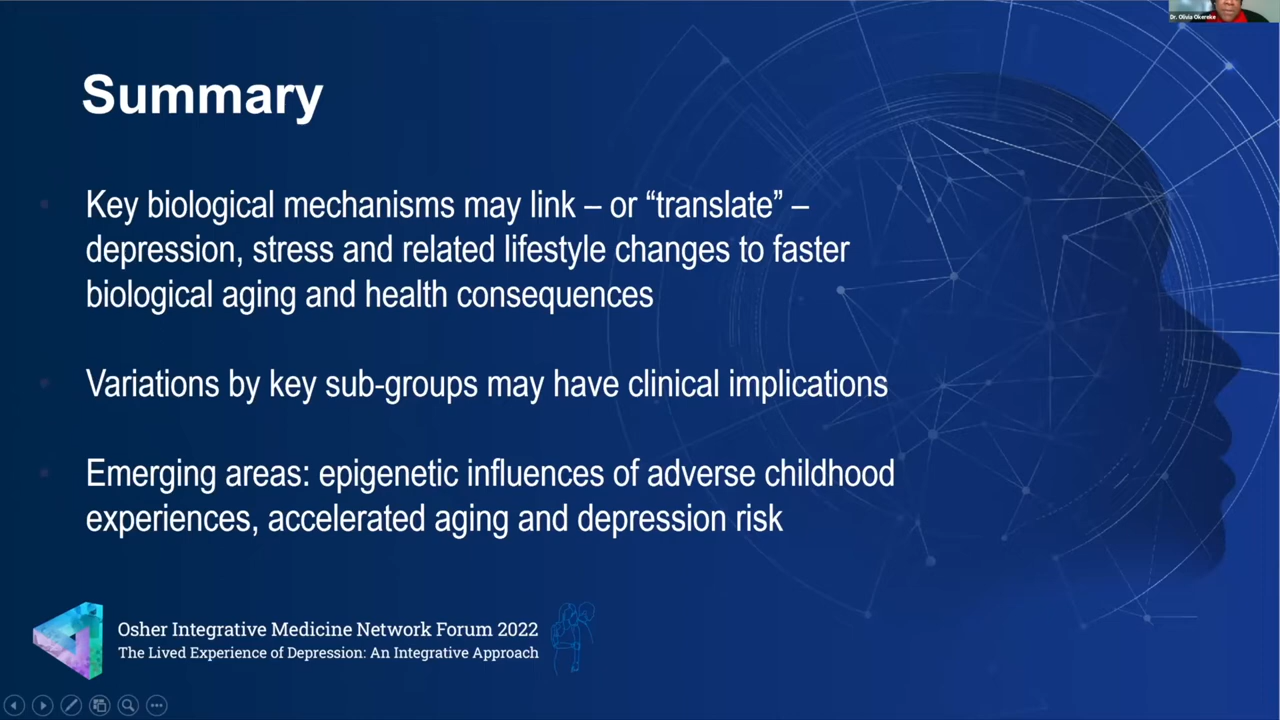 Dr. Olivia Okereke
Summary
Key biological mechanisms may link – or “translate” –
depression, stress and related lifestyle changes to faster
biological aging and health consequences
Variations by key sub-groups may have clinical implications
Emerging areas: epigenetic influences of adverse childhood
experiences, accelerated aging and depression risk
Osher Integrative Medicine Network Forum 2022
The Lived Experience of Depression: An Integrative Approach